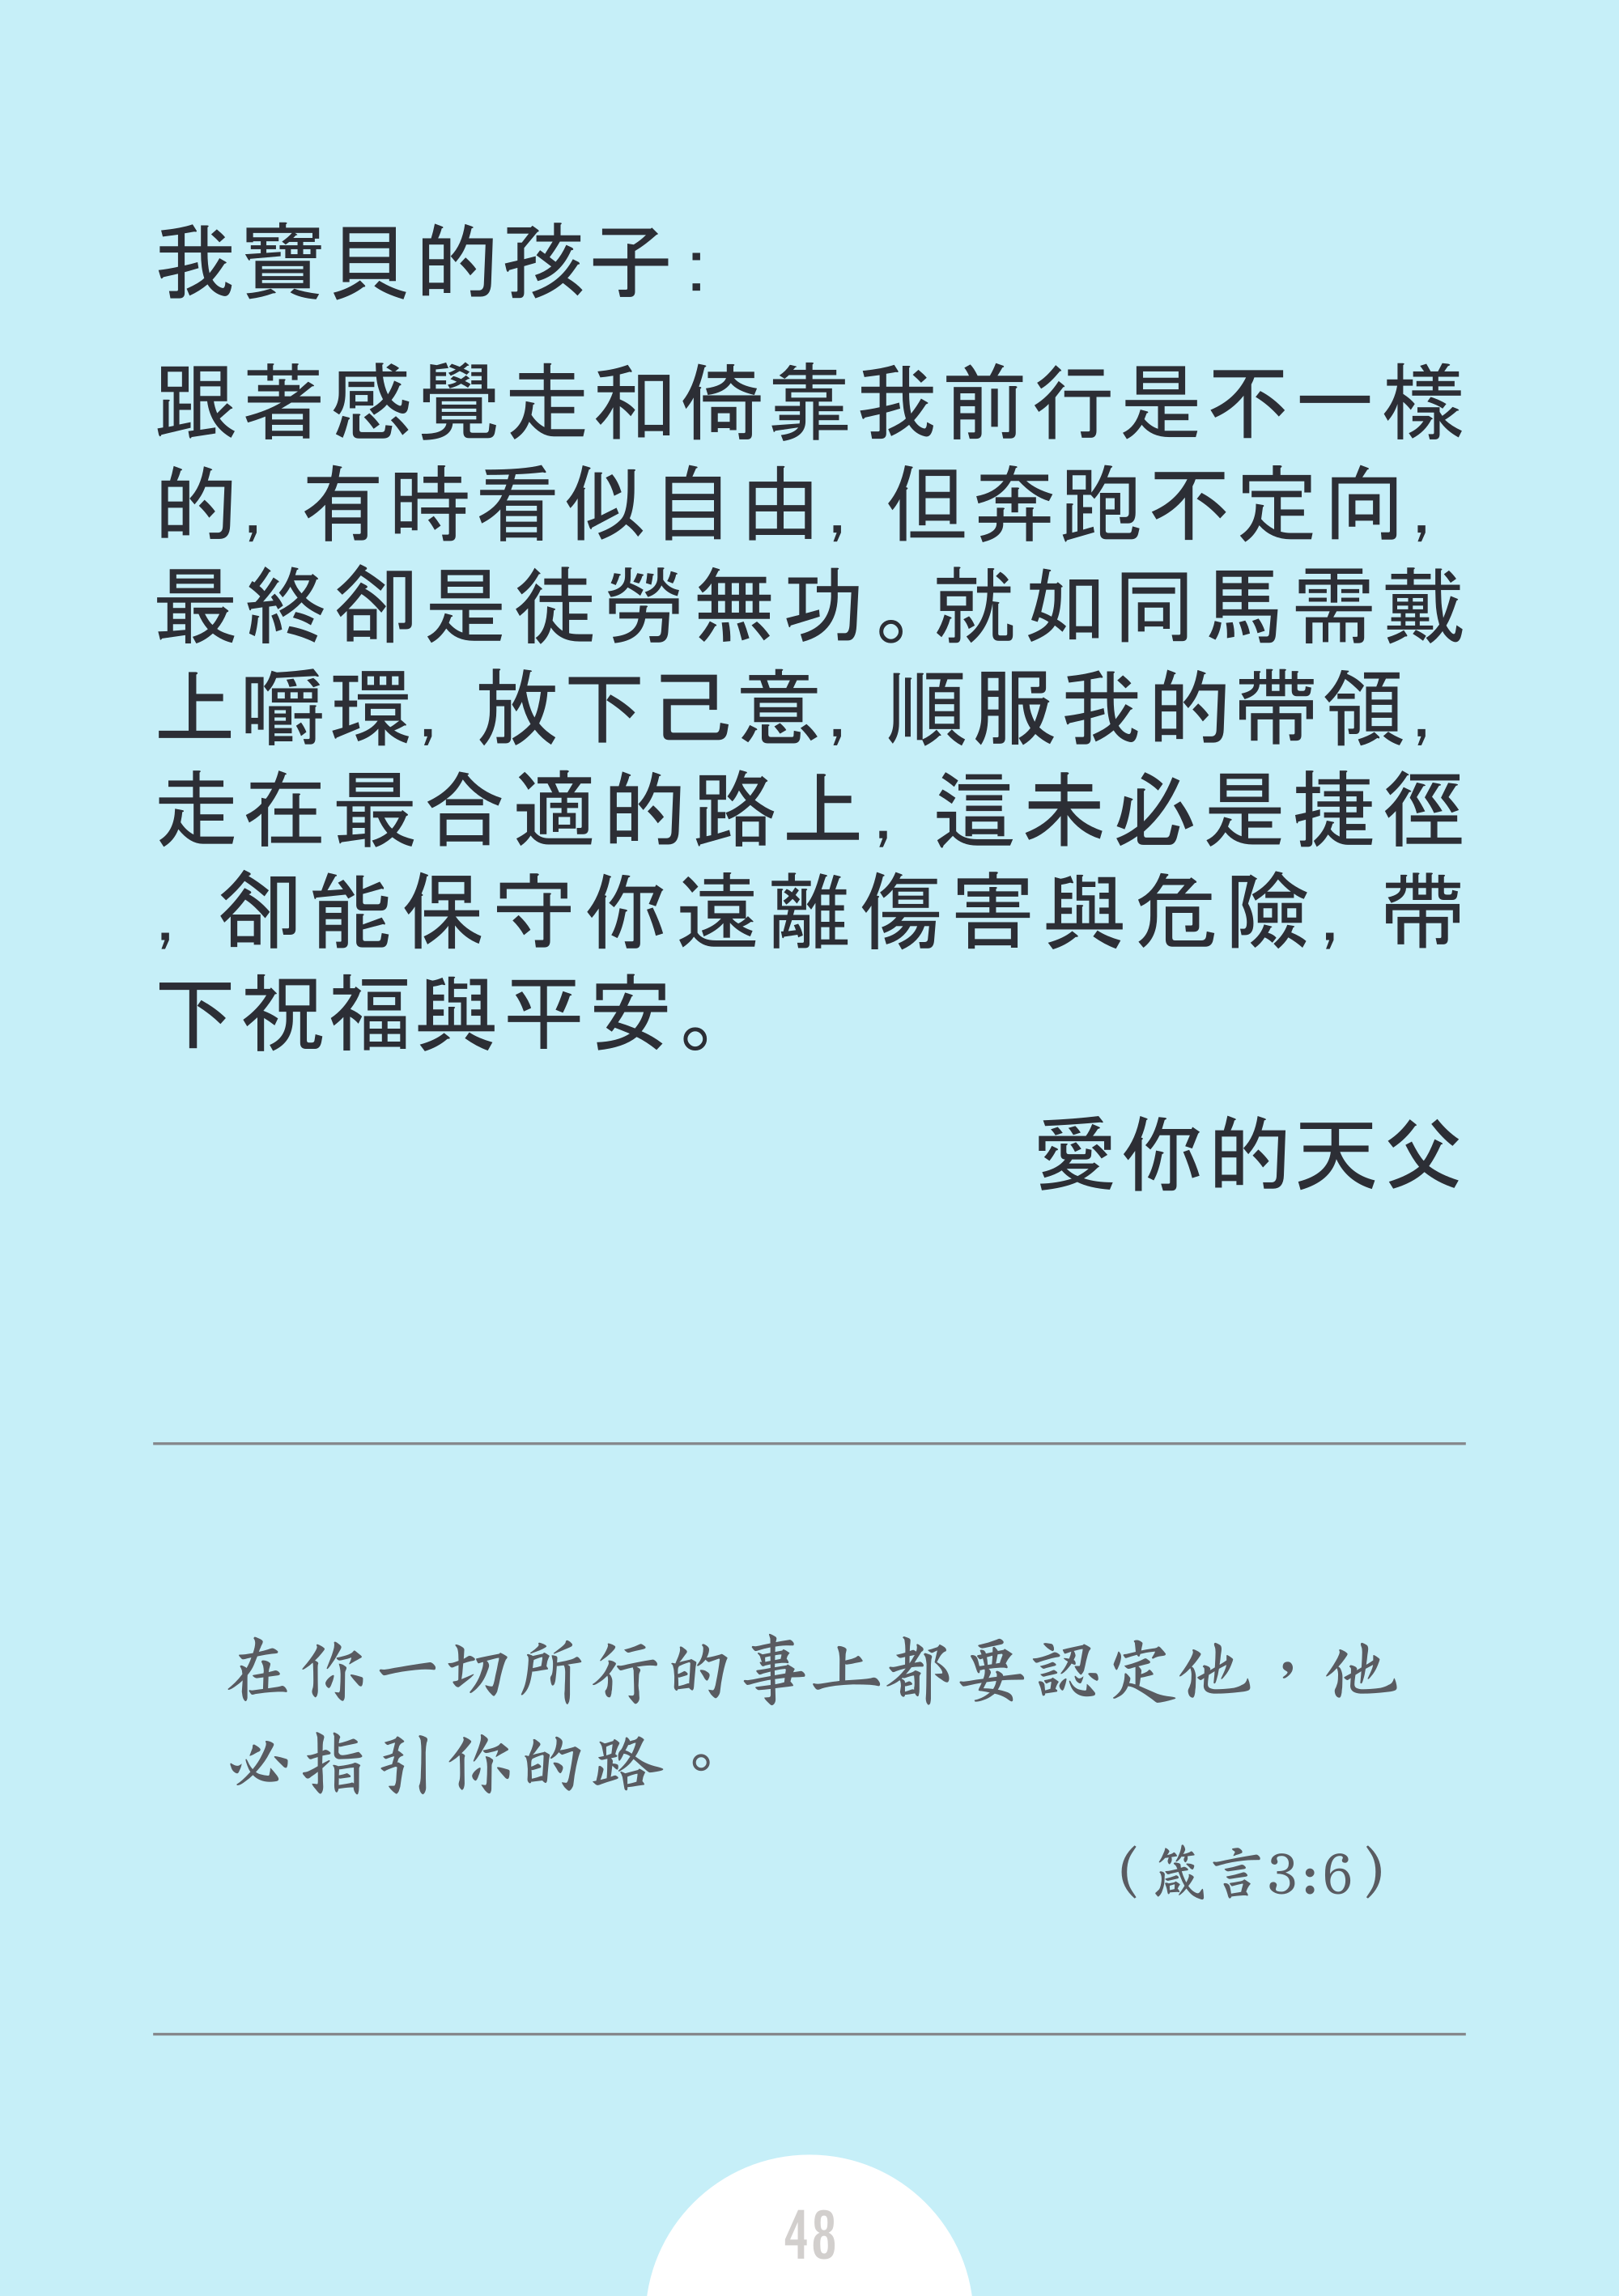 我寶貝的孩子：
跟著感覺走和倚靠我前行是不一樣
的，有時看似自由，但奔跑不定向，
最終卻是徒勞無功。就如同馬需戴
上嚼環，放下己意，順服我的帶領，
走在最合適的路上，這未必是捷徑
，卻能保守你遠離傷害與危險，帶
下祝福與平安。
愛你的天父
在你一切所行的事上都要認定他，他
必指引你的路。
（箴言3:6）
48